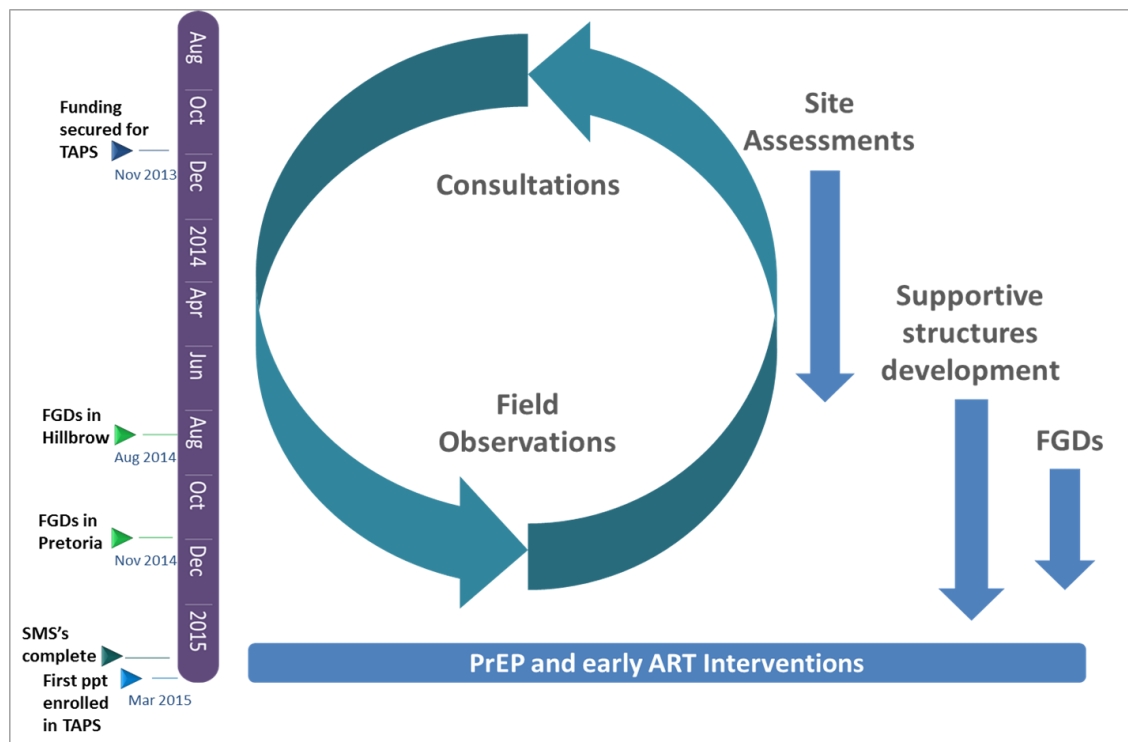 Aug
Oct
Dec
2014
Apr
Jun
Aug
Oct
Dec
2015
Funding
secured for
TAPS
Nov 2013
FGDs in
Hillbrow
Aug 2014
FGDs in
Pretoria
Nov 2014
SMS's
complete
First ppt
enrolled
in TAPS
Mar 2015
Consultations
Field
Observations
Site
Assessments
Supportive
structures
development
FGDs
PrEP and early ART Interventions